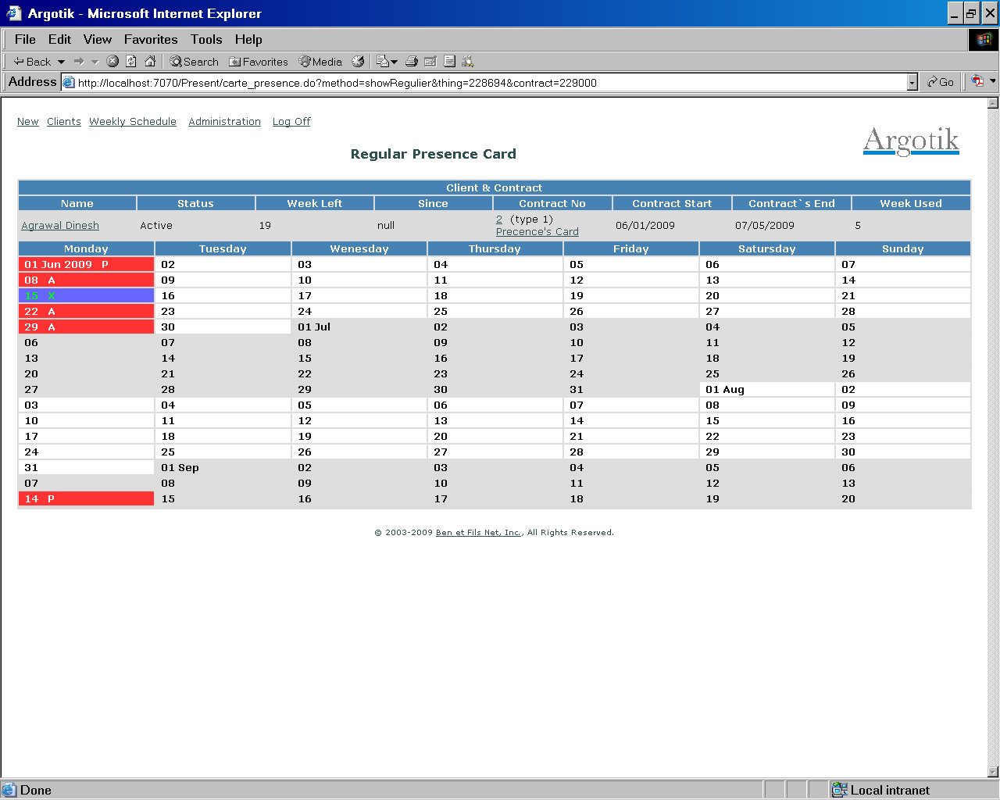 Argotik - Microsoft Internet Explorer
File Edit View Favorites Tools Help
Back Search Favorites Media
Address http://localhost:7070/Present/carte_presence.do?method=showRegulier&thing=228694&contract=229000 Go
New Clients Weekly Schedule Administration Log Off
Argotik
Regular Presence Card
Client & Contract
Name Status Week Left Since Contract No Contract Start Contract`s End Week Used
Agrawal Dinesh Active 19 null 2 (type 1) Precence's Card 06/01/2009 07/05/2009 5
Monday Tuesday Wenesday Thursday Friday Satursday Sunday
01 Jun 2009 P 02 03 04 05 06 07
08 A 09 10 11 12 13 14
15 X 16 17 18 19 20 21
22 A 23 24 25 26 27 28
29 A 30 01 Jul 02 03 04 05
06 07 08 09 10 11 12
13 14 15 16 17 18 19
20 21 22 23 24 25 26
27 28 29 30 31 01 Aug 02
03 04 05 06 07 08 09
10 11 12 13 14 15 16
17 18 19 20 21 22 23
24 25 26 27 28 29 30
31 01 Sep 02 03 04 05 06
07 08 09 10 11 12 13
14 P 15 16 17 18 19 20
© 2003-2009 Ben et Fils Net, Inc., All Rights Reserved.
Done Local intranet